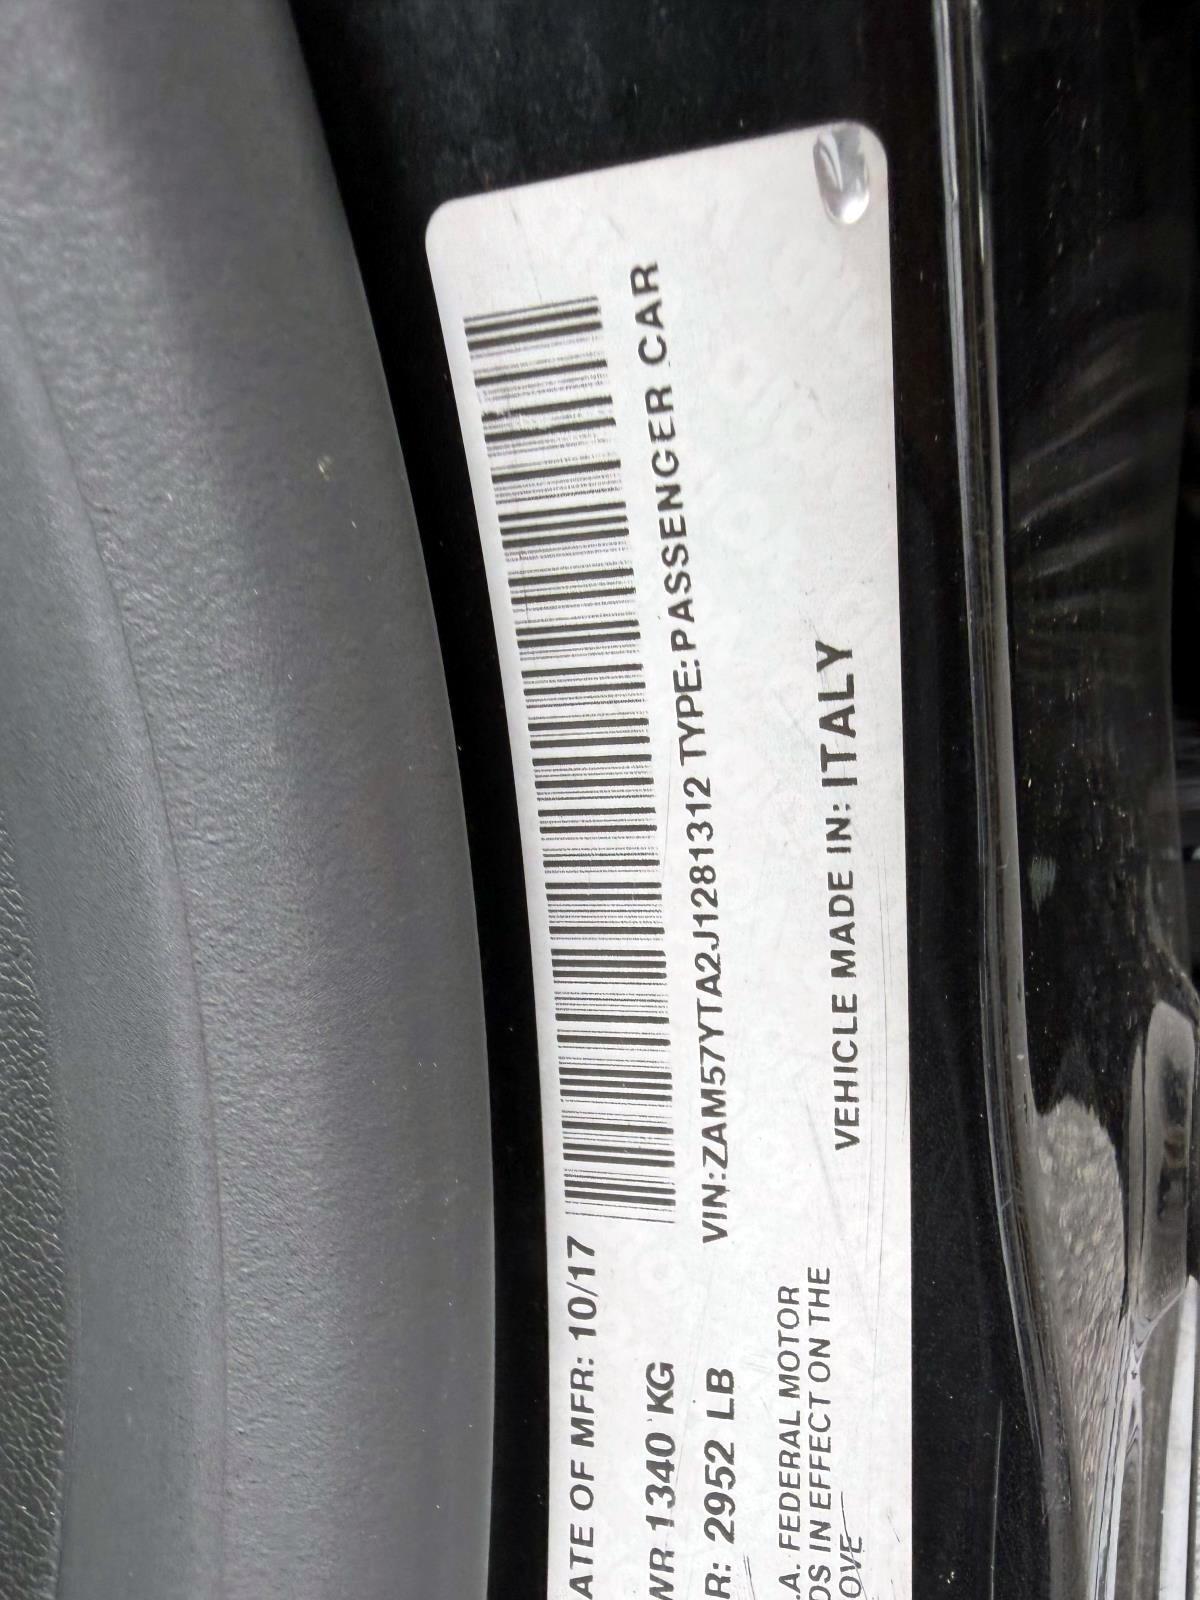 ATE OF MFR: 10/17
WR 1340 KG
R: 2952 LB
VIN:ZAM57YTA2J1281312 TYPE:PASSENGER CAR
.A. FEDERAL MOTOR
DS IN EFFECT ON THE
OVE
VEHICLE MADE IN: ITALY